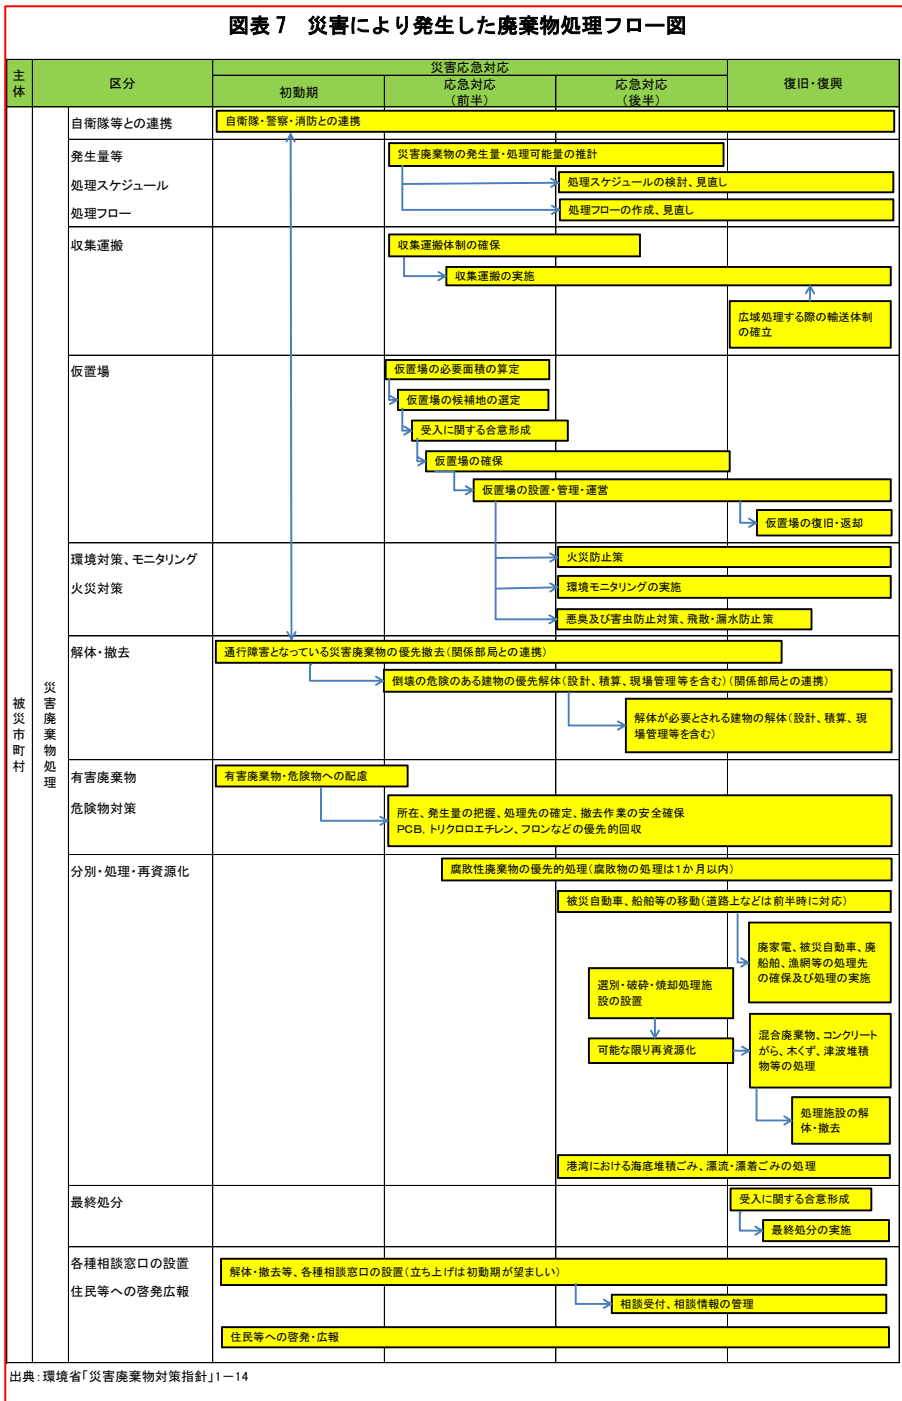 図表7　災害により発生した廃棄物処理フロー図
主
体
区分
災害応急対応
初動期
応急対応
(前半)
応急対応
(後半)
復旧・復興
被
災
市
町
村
災
害
廃
棄
物
処
理
自衛隊等との連携
自衛隊・警察・消防との連携
発生量等
災害廃棄物の発生量・処理可能量の推計
処理スケジュール
処理スケジュールの検討、見直し
処理フロー
処理フローの作成、見直し
収集運搬
収集運搬体制の確保
収集運搬の実施
広域処理する際の輸送体制
の確立
仮置場
仮置場の必要面積の算定
仮置場の候補地の選定
受入に関する合意形成
仮置場の確保
仮置場の設置・管理・運営
仮置場の復旧・返却
環境対策、モニタリング
火災防止策
火災対策
環境モニタリングの実施
悪臭及び害虫防止対策、飛散・漏水防止策
解体・撤去
通行障害となっている災害廃棄物の優先撤去(関係部局との連携)
倒壊の危険のある建物の優先解体(設計、積算、現場管理等を含む)(関係部局との連携)
解体が必要とされる建物の解体(設計、積算、現
場管理等を含む)
有害廃棄物
有害廃棄物・危険物への配慮
危険物対策
所在、発生量の把握、処理先の確定、撤去作業の安全確保
PCB, トリクロロエチレン、フロンなどの優先的回収
分別・処理・再資源化
腐敗性廃棄物の優先的処理(腐敗物の処理は1か月以内)
被災自動車、船舶等の移動(道路上などは前半時に対応)
廃家電、被災自動車、廃
船舶、漁網等の処理先
の確保及び処理の実施
選別・破砕・焼却処理施
設の設置
可能な限り再資源化
混合廃棄物、コンクリート
がら、木くず、津波堆積
物等の処理
処理施設の解
体・撤去
港湾における海底堆積ごみ、漂流・漂着ごみの処理
最終処分
受入に関する合意形成
最終処分の実施
各種相談窓口の設置
解体・撤去等、各種相談窓口の設置(立ち上げは初動期が望ましい)
住民等への啓発広報
相談受付、相談情報の管理
住民等への啓発・広報
出典:環境省「災害廃棄物対策指針」1－14